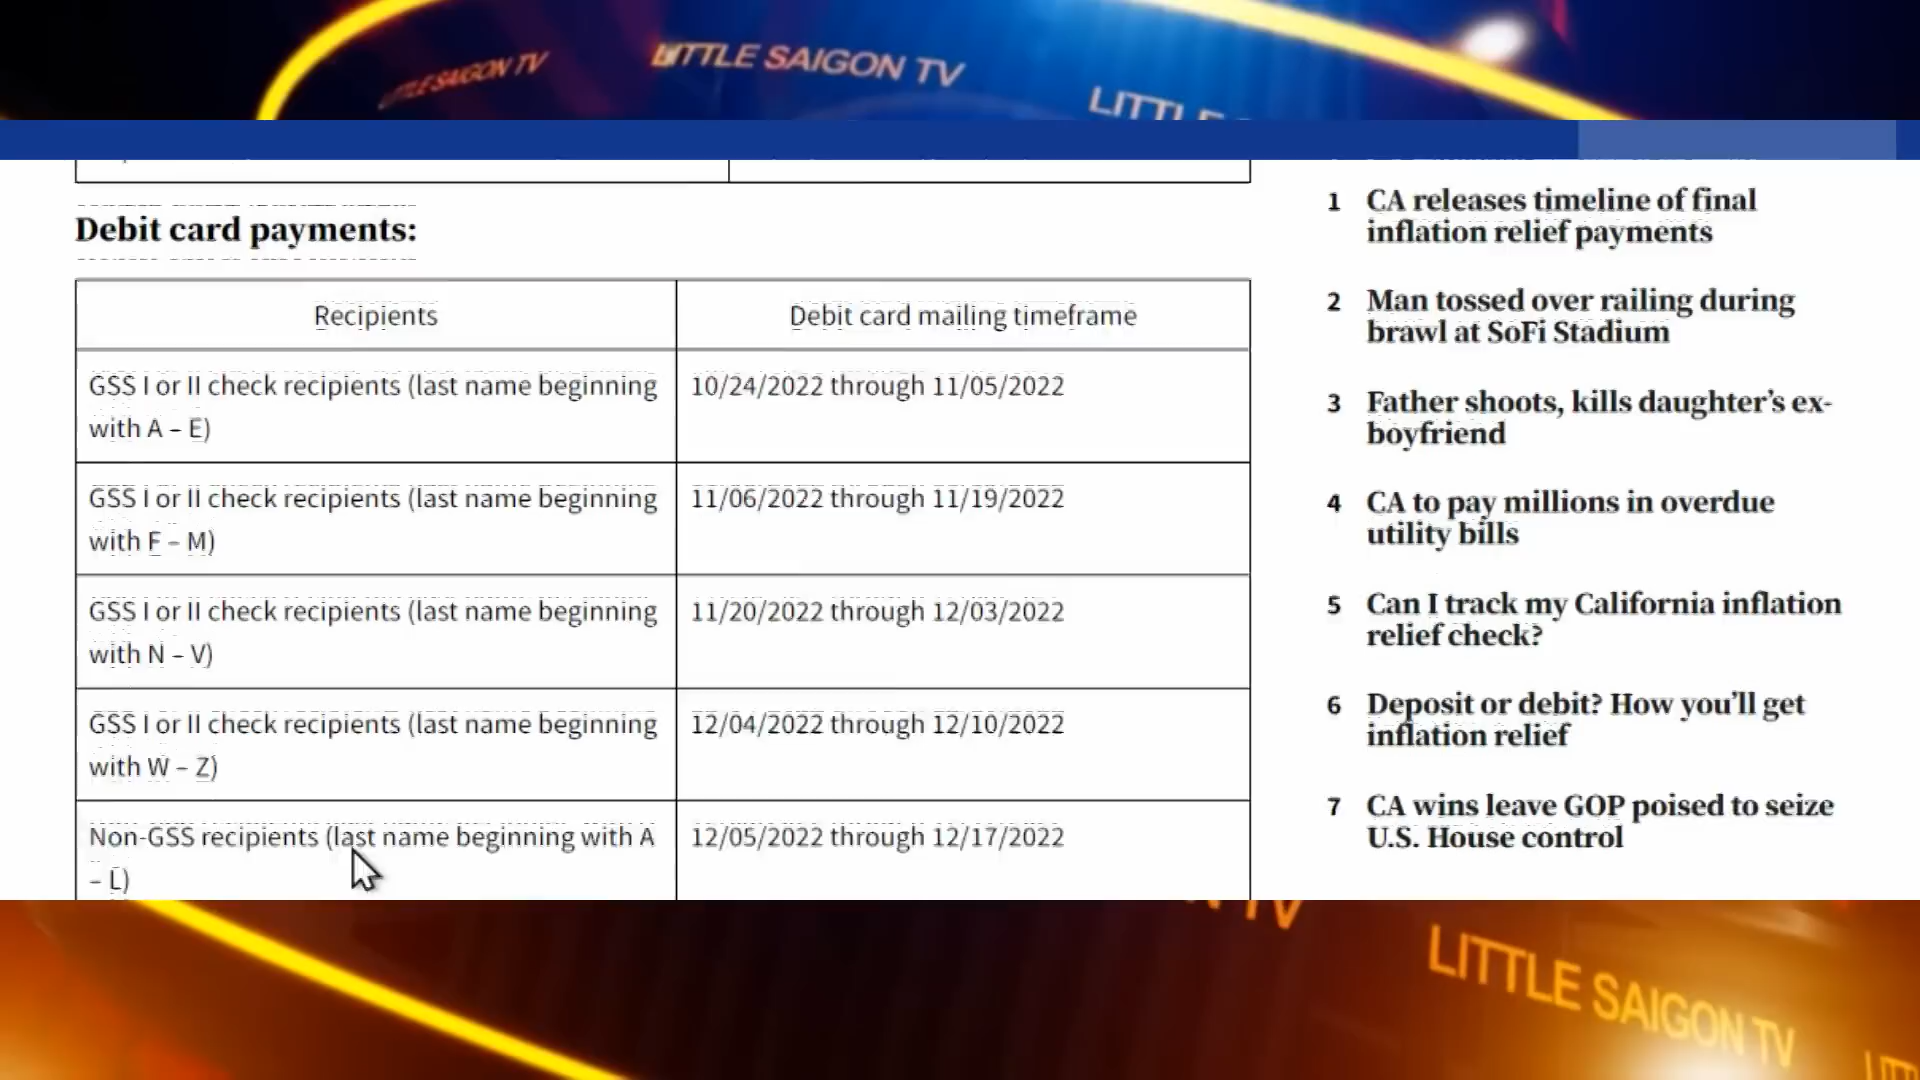 LITTLE SAIGON TV
LITTLE SAIGON TV
LITTLE
Debit card payments:
Recipients
Debit card mailing timeframe
GSS I or II check recipients (last name beginning
with A – E)
10/24/2022 through 11/05/2022
GSS I or II check recipients (last name beginning
with F – M)
11/06/2022 through 11/19/2022
GSS I or II check recipients (last name beginning
with N – V)
11/20/2022 through 12/03/2022
GSS I or II check recipients (last name beginning
with W – Z)
12/04/2022 through 12/10/2022
Non-GSS recipients (last name beginning with A
– L)
12/05/2022 through 12/17/2022
1 CA releases timeline of final
inflation relief payments
2 Man tossed over railing during
brawl at SoFi Stadium
3 Father shoots, kills daughter’s ex-
boyfriend
4 CA to pay millions in overdue
utility bills
5 Can I track my California inflation
relief check?
6 Deposit or debit? How you’ll get
inflation relief
7 CA wins leave GOP poised to seize
U.S. House control
TV
LITTLE SAIGON TV